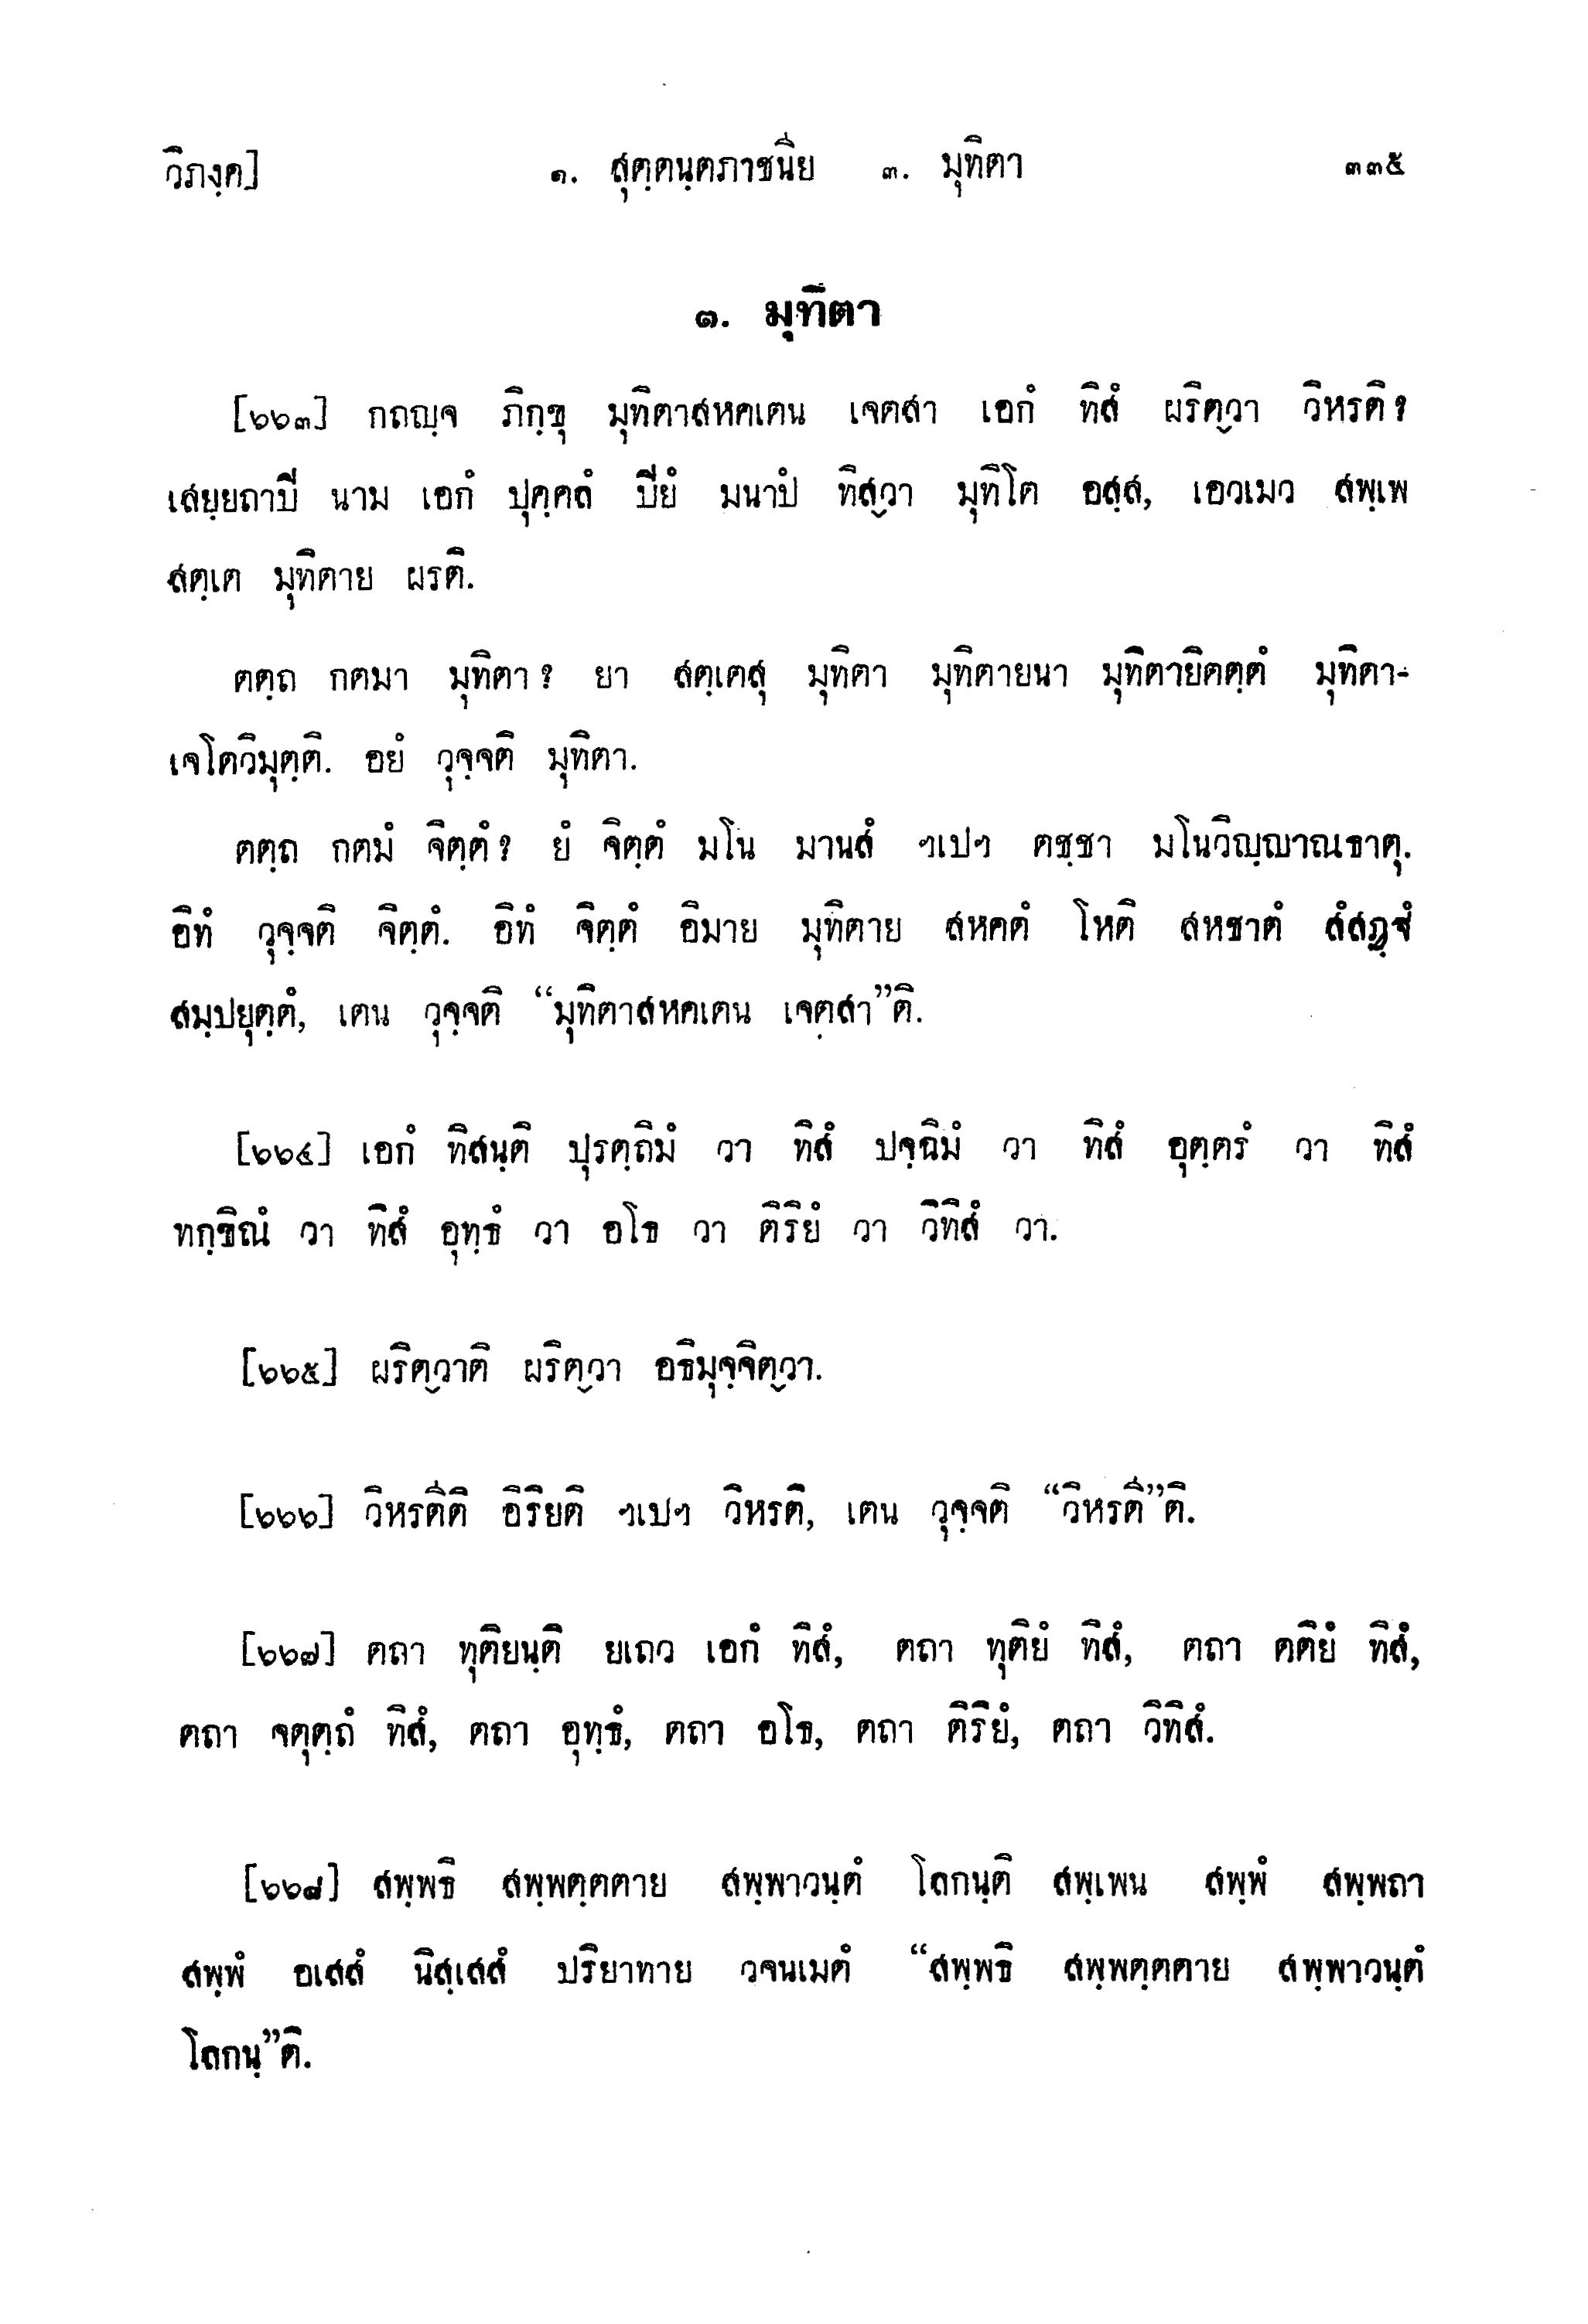 วิภงฺค]    ๑. สุตฺตนฺตภาชนีย    ๓. มุทิตา    ๓๓๕
๑. มุทิตา
[๖๖๓] กถญฺจ ภิกฺขุ มุทิตาสหคเตน เจตสา เอกํ ทิสํ ผริตฺวา วิหรติ?
เสยฺยถาปิ นาม เอกํ ปุคฺคลํ ปิยํ มนาปํ ทิสฺวา มุทิโต อสฺส, เอวเมว สพฺเพ
สตฺเต มุทิตาย ผรติ.
ตตฺถ กตมา มุทิตา? ยา สตฺเตสุ มุทิตา มุทิตายนา มุทิตายิตตฺตํ มุทิตา-
เจโตวิมุตฺติ. อยํ วุจฺจติ มุทิตา.
ตตฺถ กตมํ จิตฺตํ? ยํ จิตฺตํ มโน มานสํ ฯเปฯ ตชฺชา มโนวิญฺญาณธาตุ.
อิทํ วุจฺจติ จิตฺตํ. อิทํ จิตฺตํ อิมาย มุทิตาย สหคตํ โหติ สหชาตํ สํสฏฺฐํ
สมฺปยุตฺตํ, เตน วุจฺจติ “มุทิตาสหคเตน เจตฺสา”ติ.
[๖๖๔] เอกํ ทิสนฺติ ปุรตฺถิมํ วา ทิสํ ปจฺฉิมํ วา ทิสํ อุตฺตรํ วา ทิสํ
ทกฺขิณํ วา ทิสํ อุทฺธํ วา อโธ วา ติริยํ วา วิทิสํ วา.
[๖๖๕] ผริตฺวาติ ผริตฺวา อธิมุจฺจิตฺวา.
[๖๖๖] วิหรตีติ อิริยติ ฯเปฯ วิหรติ, เตน วุจฺจติ “วิหรตี”ติ.
[๖๖๗] ตถา ทุติยนฺติ ยเถว เอกํ ทิสํ, ตถา ทุติยํ ทิสํ, ตถา ตติยํ ทิสํ,
ตถา จตุตฺถํ ทิสํ, ตถา อุทฺธํ, ตถา อโธ, ตถา ติริยํ, ตถา วิทิสํ.
[๖๖๘] สพฺพธิ สพฺพตฺตตาย สพฺพาวนฺตํ โลกนฺติ สพฺเพน สพฺพํ สพฺพถา
สพฺพํ อเสสํ นิสฺเสสํ ปริยาทาย วจนเมตํ “สพฺพธิ สพฺพตฺตตาย สพฺพาวนฺตํ
โลกนฺ”ติ.